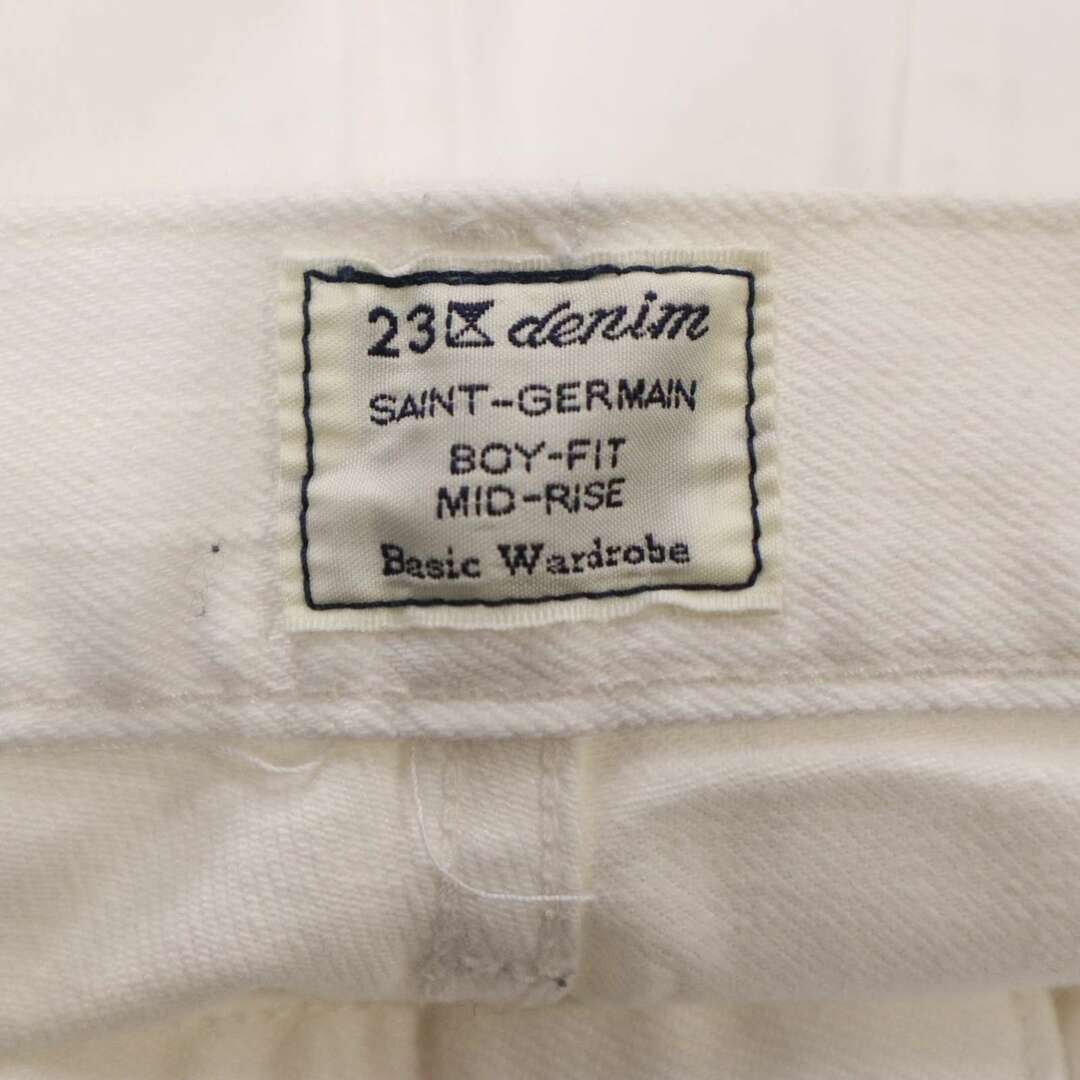 23区 denim
SAINT-GERMAIN
BOY-FIT
MID-RISE
Basic Wardrobe